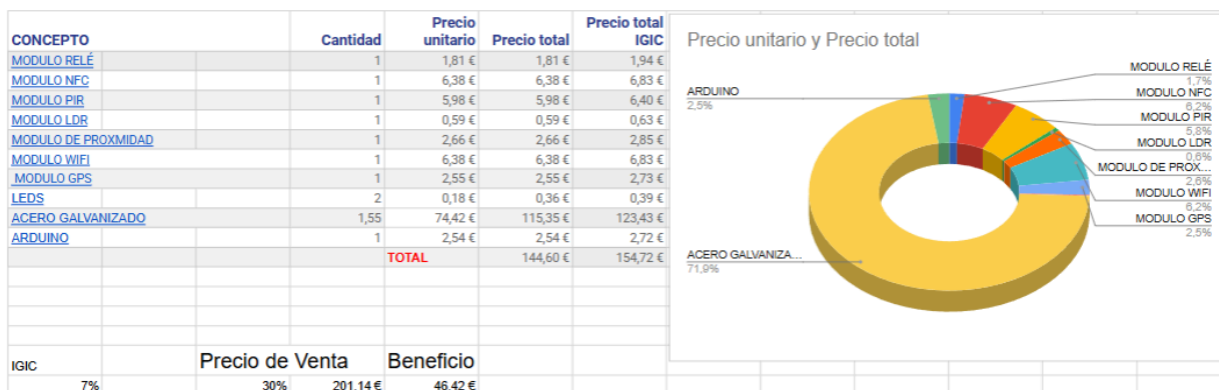 CONCEPTO Cantidad Precio unitario Precio total Precio total IGIC
MODULO RELÉ 1 1,81 € 1,81 € 1,94 €
MODULO NFC 1 6,38 € 6,38 € 6,83 €
MODULO PIR 1 5,98 € 5,98 € 6,40 €
MODULO LDR 1 0,59 € 0,59 € 0,63 €
MODULO DE PROXMIDAD 1 2,66 € 2,66 € 2,85 €
MODULO WIFI 1 6,38 € 6,38 € 6,83 €
MODULO GPS 1 2,55 € 2,55 € 2,73 €
LEDS 2 0,18 € 0,36 € 0,39 €
ACERO GALVANIZADO 1,55 74,42 € 115,35 € 123,43 €
ARDUINO 1 2,54 € 2,54 € 2,72 €
TOTAL 144,60 € 154,72 €
IGIC Precio de Venta Beneficio
7% 30% 201,14 € 46,42 €
Precio unitario y Precio total
ARDUINO
2,5%
ACERO GALVANIZA...
71,9%
MODULO RELÉ
1,7%
MODULO NFC
6,2%
MODULO PIR
5,8%
MODULO LDR
0,6%
MODULO DE PROX...
2,6%
MODULO WIFI
6,2%
MODULO GPS
2,5%